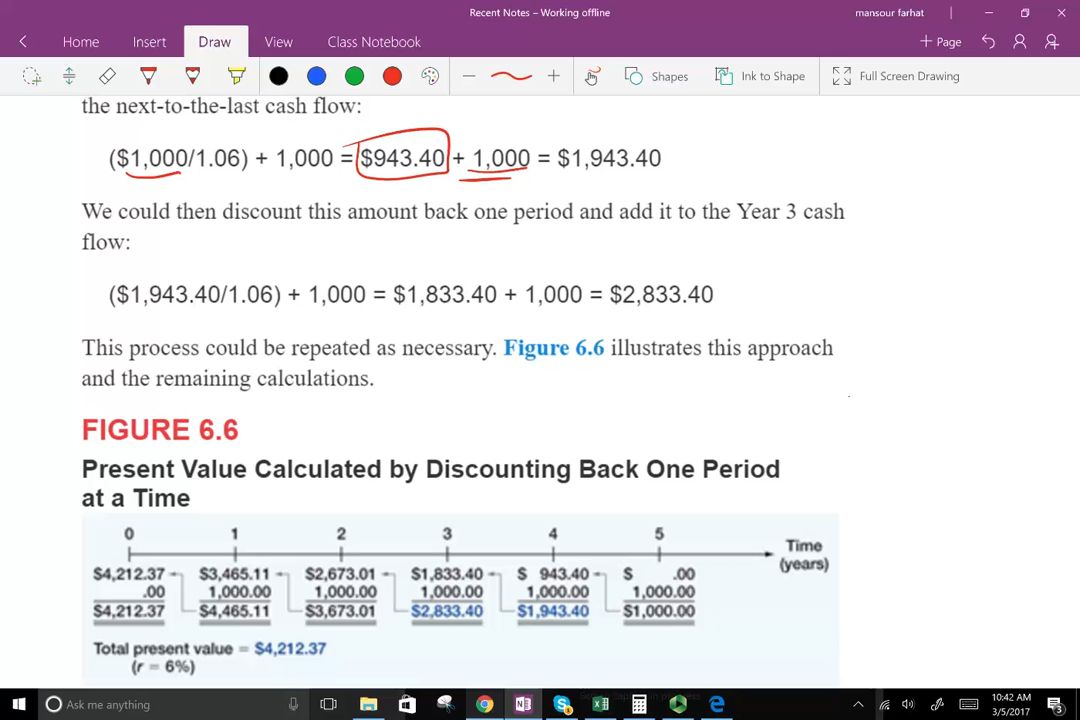 Recent Notes – Working offline
mansour farhat
Home Insert Draw View Class Notebook
Page
Shapes Ink to Shape Full Screen Drawing
the next-to-the-last cash flow:
($1,000/1.06) + 1,000 = $943.40 + 1,000 = $1,943.40
We could then discount this amount back one period and add it to the Year 3 cash
flow:
($1,943.40/1.06) + 1,000 = $1,833.40 + 1,000 = $2,833.40
This process could be repeated as necessary. Figure 6.6 illustrates this approach
and the remaining calculations.
FIGURE 6.6
Present Value Calculated by Discounting Back One Period
at a Time
0 1 2 3 4 5
Time
(years)
$4,212.37 $3,465.11 $2,673.01 $1,833.40 $ 943.40 $ .00
.00 1,000.00 1,000.00 1,000.00 1,000.00 1,000.00
$4,212.37 $4,465.11 $3,673.01 $2,833.40 $1,943.40 $1,000.00
Total present value = $4,212.37
(r = 6%)
Ask me anything
10:42 AM
3/5/2017
3